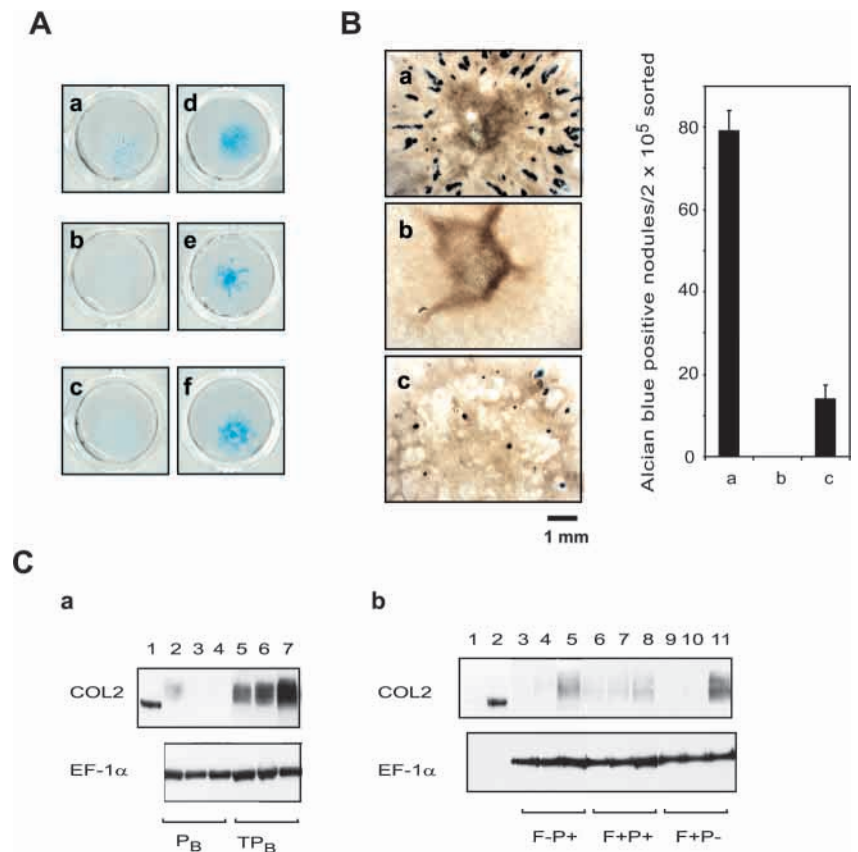 A
a
d
b
e
c
f
B
a
b
c
1 mm
Alcian blue positive nodules/2 x 10⁵ sorted
80
60
40
20
0
a b c
C
a
1 2 3 4 5 6 7
COL2
EF-1α
P_B TP_B
b
1 2 3 4 5 6 7 8 9 10 11
COL2
EF-1α
F-P+ F+P+ F+P-